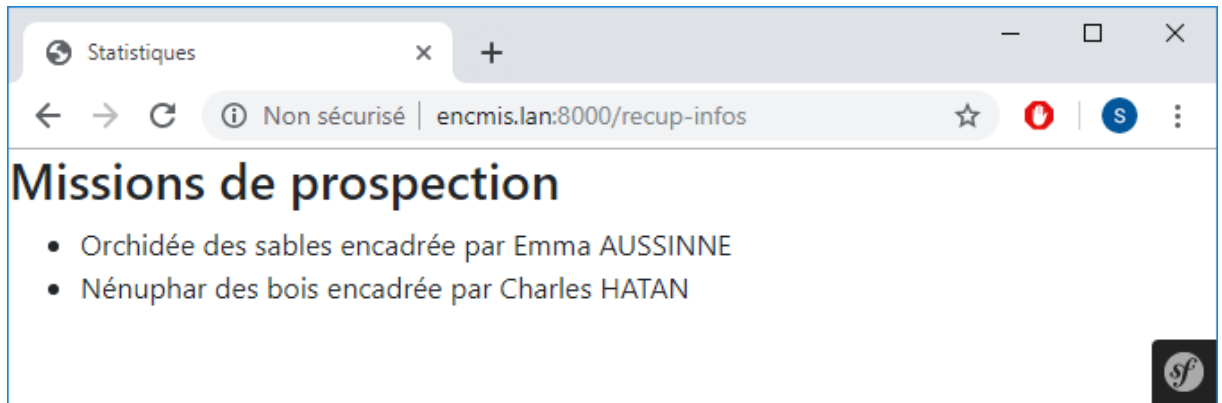 Statistiques
Non sécurisé | encmis.lan:8000/recup-infos
S
Missions de prospection
• Orchidée des sables encadrée par Emma AUSSINNE
• Nénuphar des bois encadrée par Charles HATAN
sf